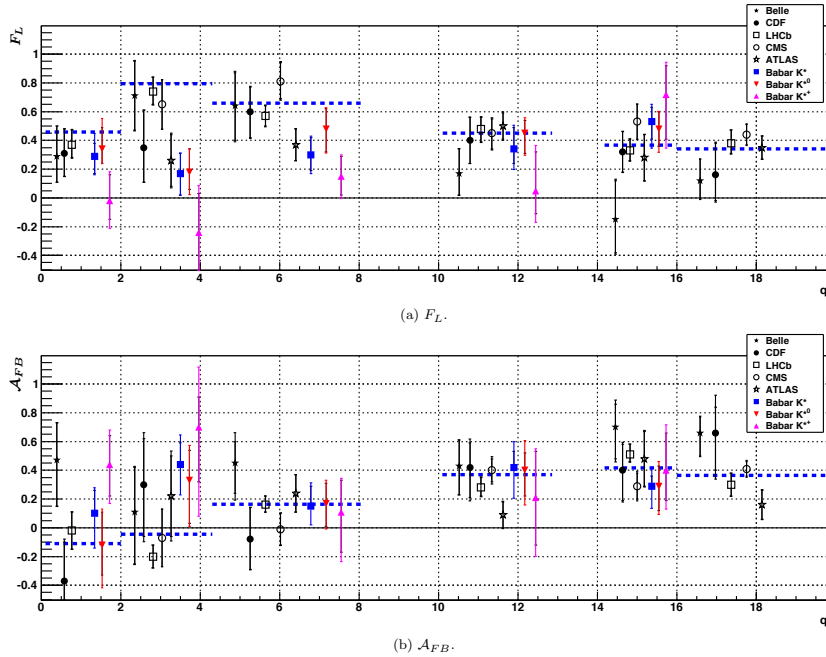 F_L
1
0.8
0.6
0.4
0.2
0
-0.2
-0.4
0 2 4 6 8 10 12 14 16 18
q
Belle
CDF
LHCb
CMS
ATLAS
Babar K*
Babar K*⁰
Babar K*⁺
(a) F_L.
A_FB
1
0.8
0.6
0.4
0.2
0
-0.2
-0.4
0 2 4 6 8 10 12 14 16 18
q
Belle
CDF
LHCb
CMS
ATLAS
Babar K*
Babar K*⁰
Babar K*⁺
(b) A_FB.